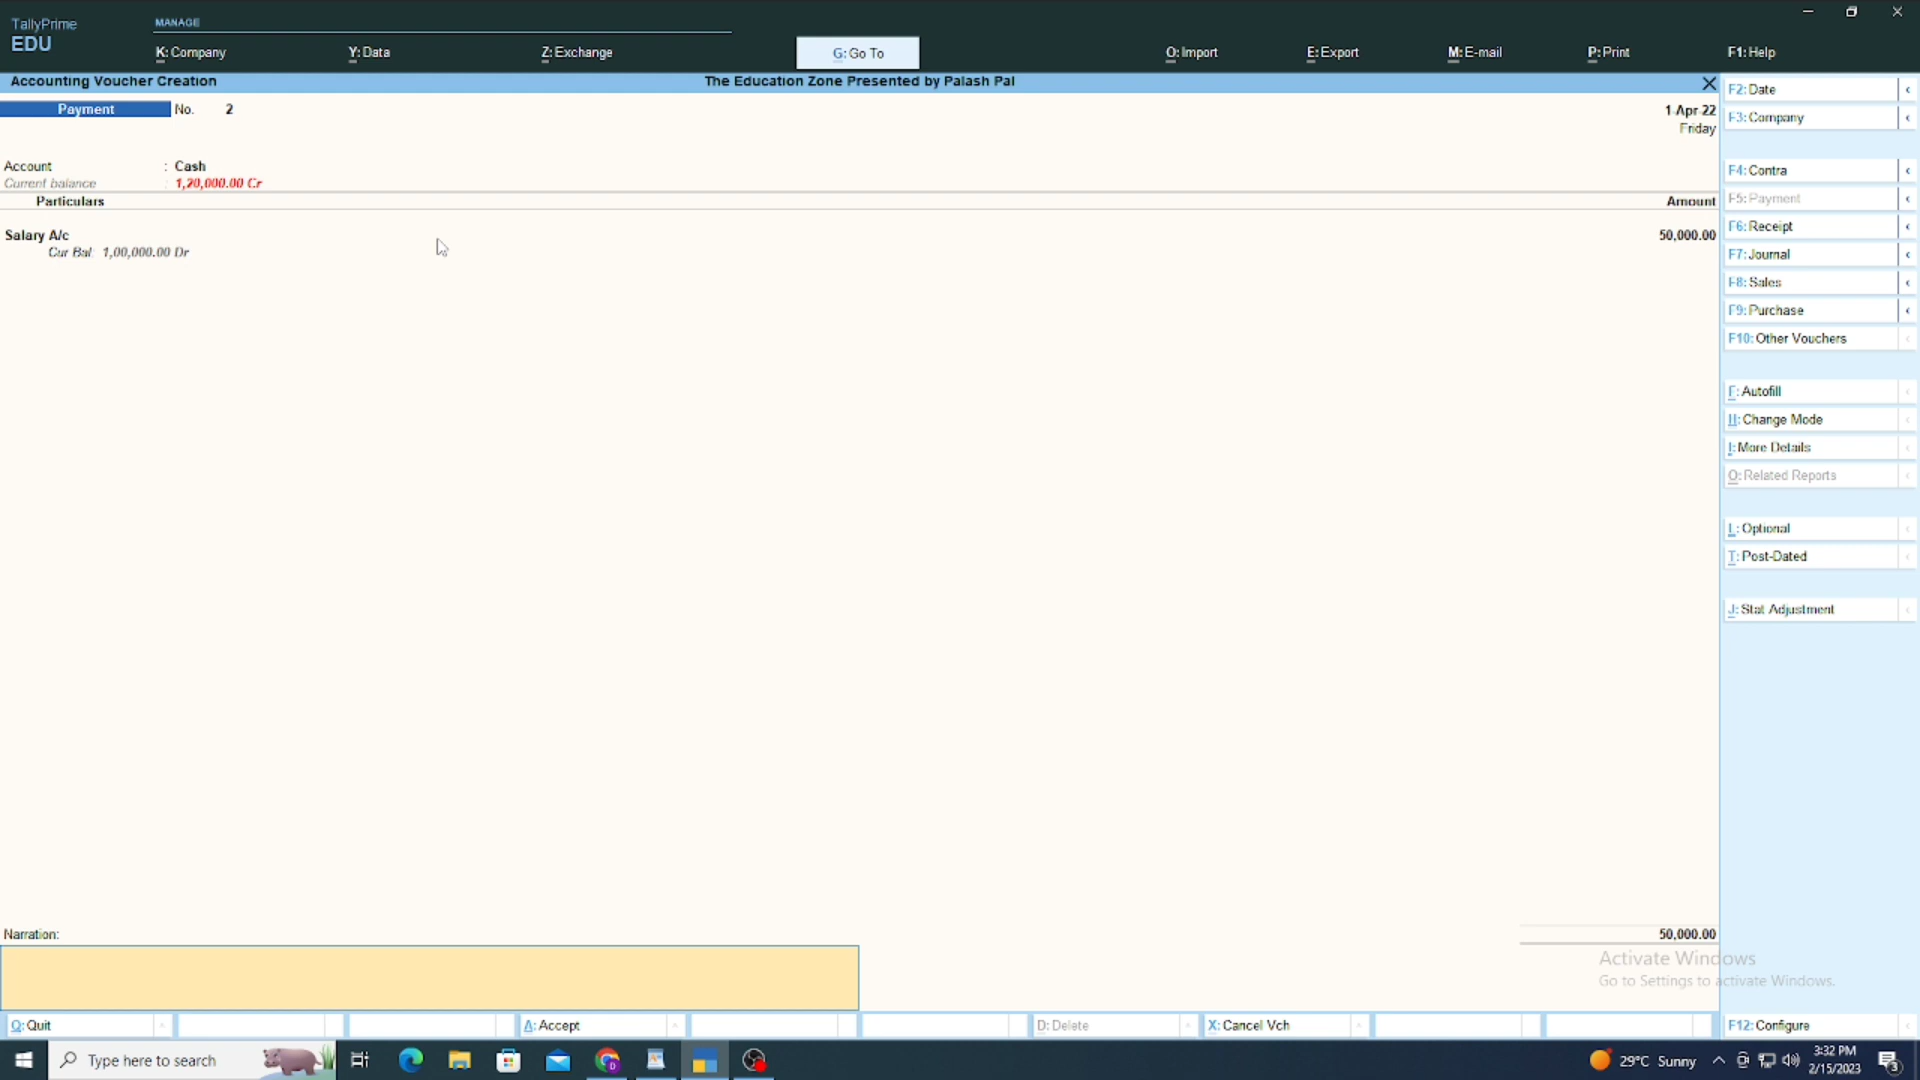 TallyPrime
EDU
MANAGE
K: Company
Y: Data
Z: Exchange
G: Go To
O: Import
E: Export
M: E-mail
P: Print
F1: Help
Accounting Voucher Creation
The Education Zone Presented by Palash Pal
Payment No. 2
1-Apr-22
Friday
Account : Cash
Current balance : 1,20,000.00 Cr
Particulars
Amount
Salary A/c
50,000.00
Cur Bal: 1,00,000.00 Dr
F2: Date
F3: Company
F4: Contra
F5: Payment
F6: Receipt
F7: Journal
F8: Sales
F9: Purchase
F10: Other Vouchers
F: Autofill
H: Change Mode
I: More Details
O: Related Reports
L: Optional
T: Post-Dated
J: Stat Adjustment
Narration:
50,000.00
Activate Windows
Go to Settings to activate Windows.
Q: Quit
A: Accept
D: Delete
X: Cancel Vch
F12: Configure
Type here to search
29°C Sunny
3:32 PM
2/15/2023
3